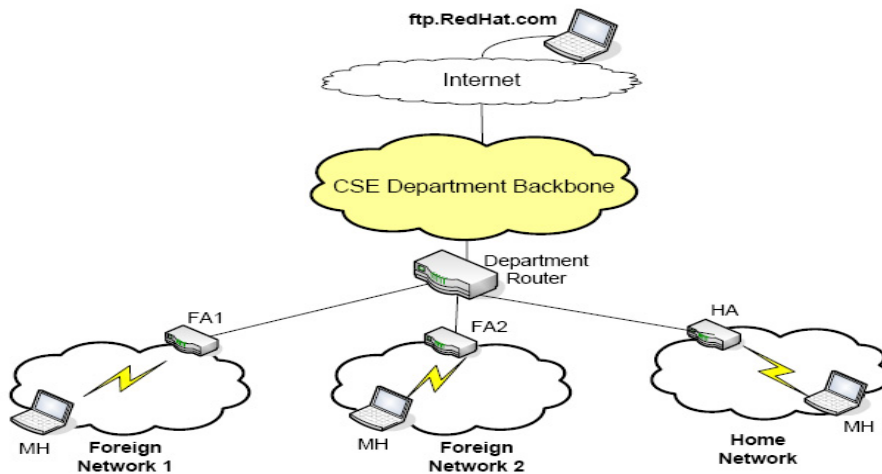 ftp.RedHat.com
Internet
CSE Department Backbone
Department
Router
FA1
FA2
HA
MH
Foreign
Network 1
MH
Foreign
Network 2
Home
Network
MH